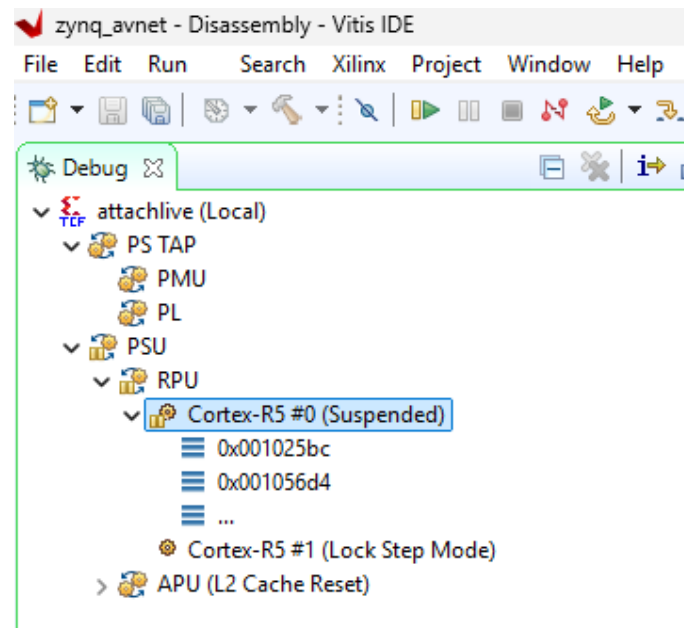 zynq_avnet - Disassembly - Vitis IDE
File Edit Run Search Xilinx Project Window Help
Debug
i
TCF attachlive (Local)
PS TAP
PMU
PL
PSU
RPU
Cortex-R5 #0 (Suspended)
0x001025bc
0x001056d4
...
Cortex-R5 #1 (Lock Step Mode)
APU (L2 Cache Reset)